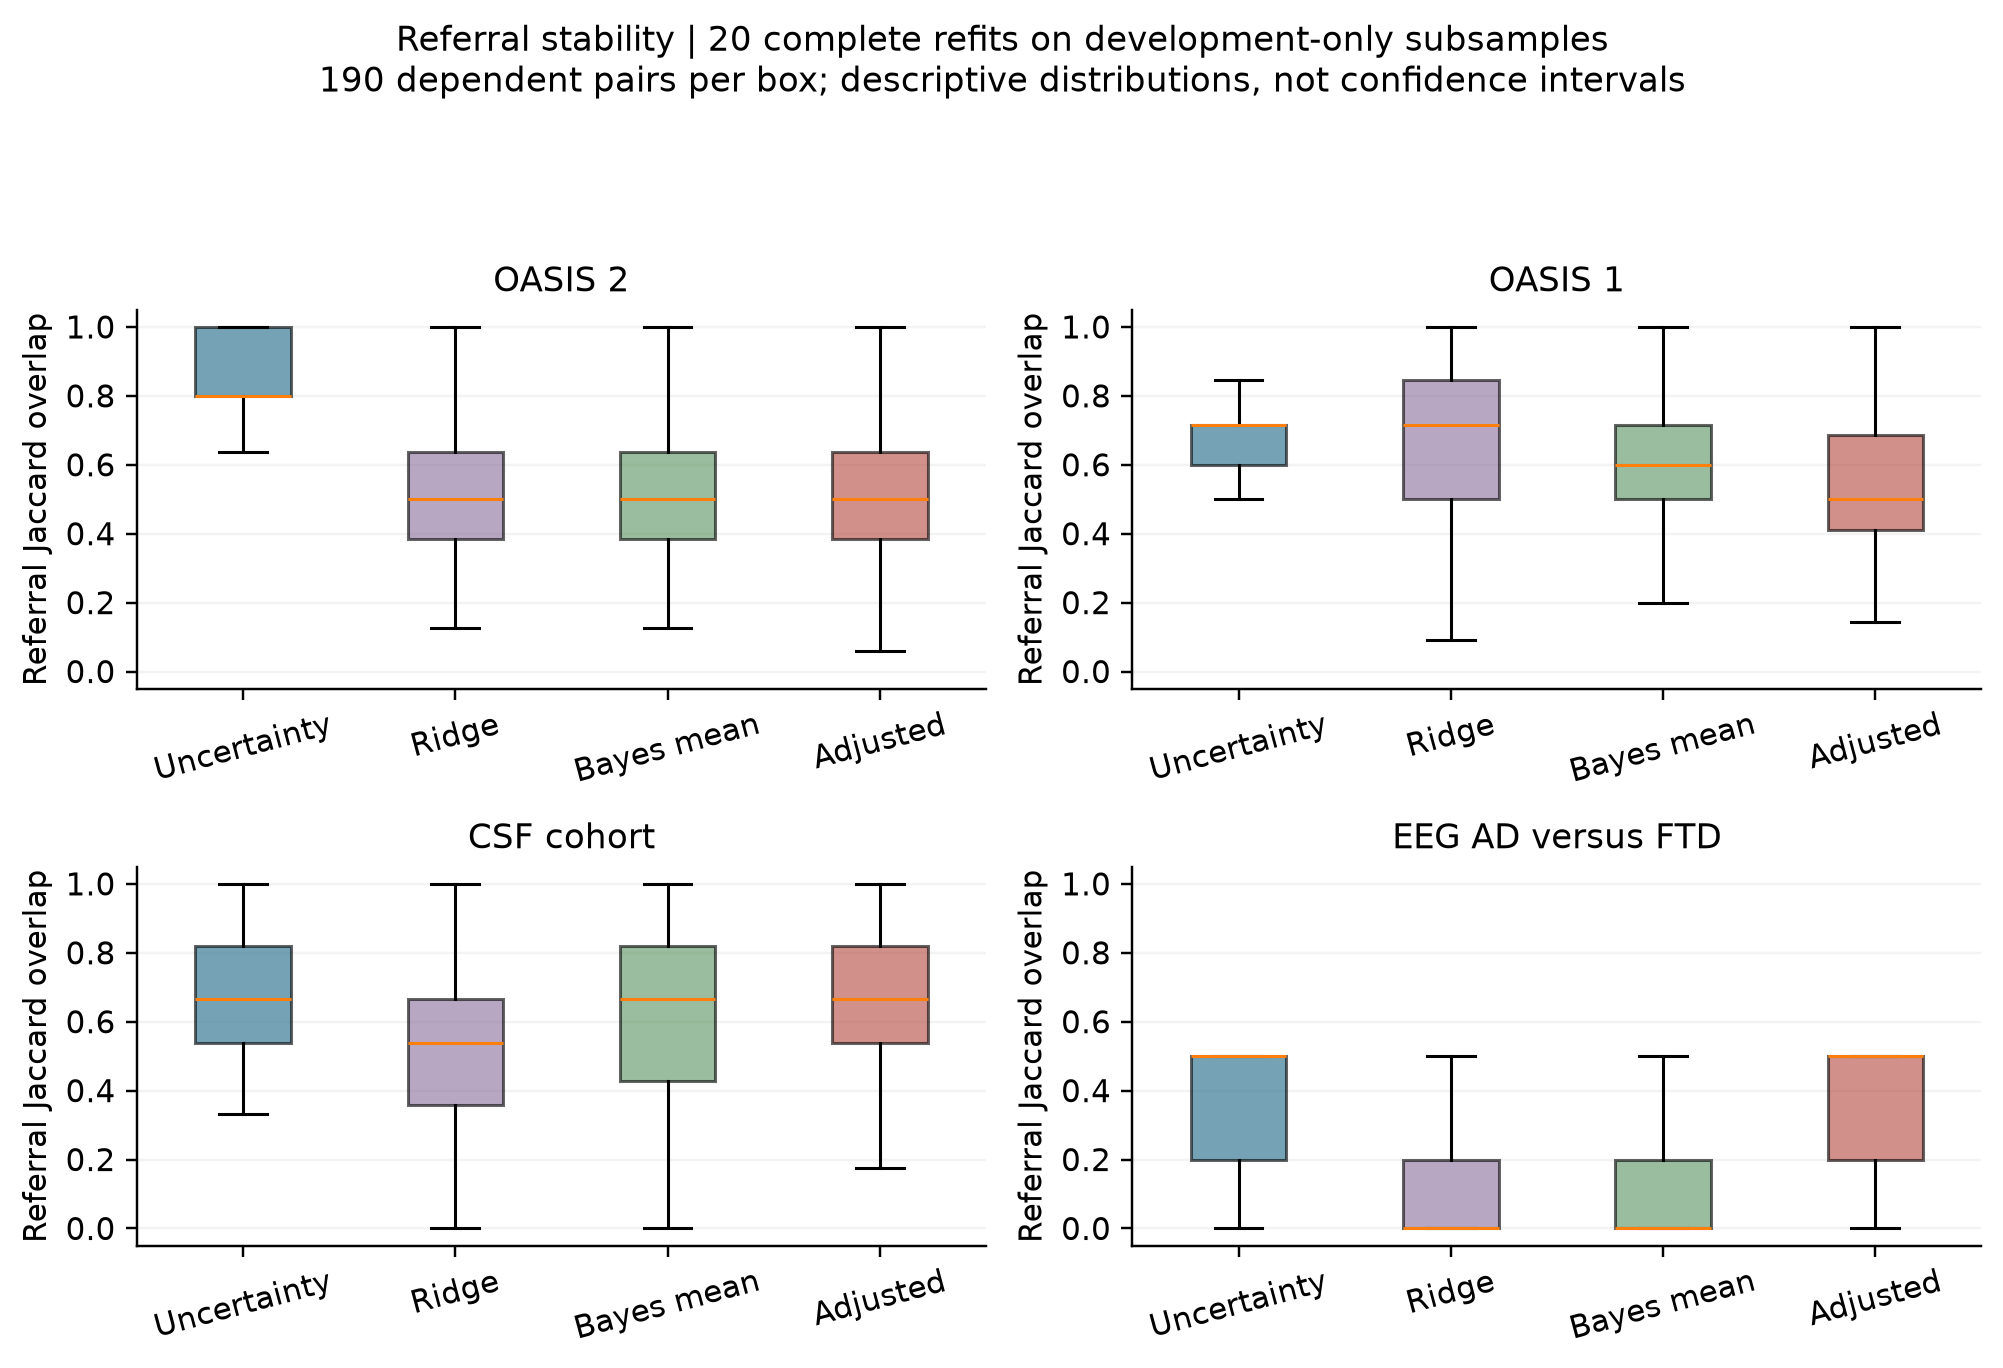 Referral stability | 20 complete refits on development-only subsamples
190 dependent pairs per box; descriptive distributions, not confidence intervals
OASIS 2
Referral Jaccard overlap
1.0
0.8
0.6
0.4
0.2
0.0
Uncertainty
Ridge
Bayes mean
Adjusted
OASIS 1
Referral Jaccard overlap
1.0
0.8
0.6
0.4
0.2
0.0
Uncertainty
Ridge
Bayes mean
Adjusted
CSF cohort
Referral Jaccard overlap
1.0
0.8
0.6
0.4
0.2
0.0
Uncertainty
Ridge
Bayes mean
Adjusted
EEG AD versus FTD
Referral Jaccard overlap
1.0
0.8
0.6
0.4
0.2
0.0
Uncertainty
Ridge
Bayes mean
Adjusted